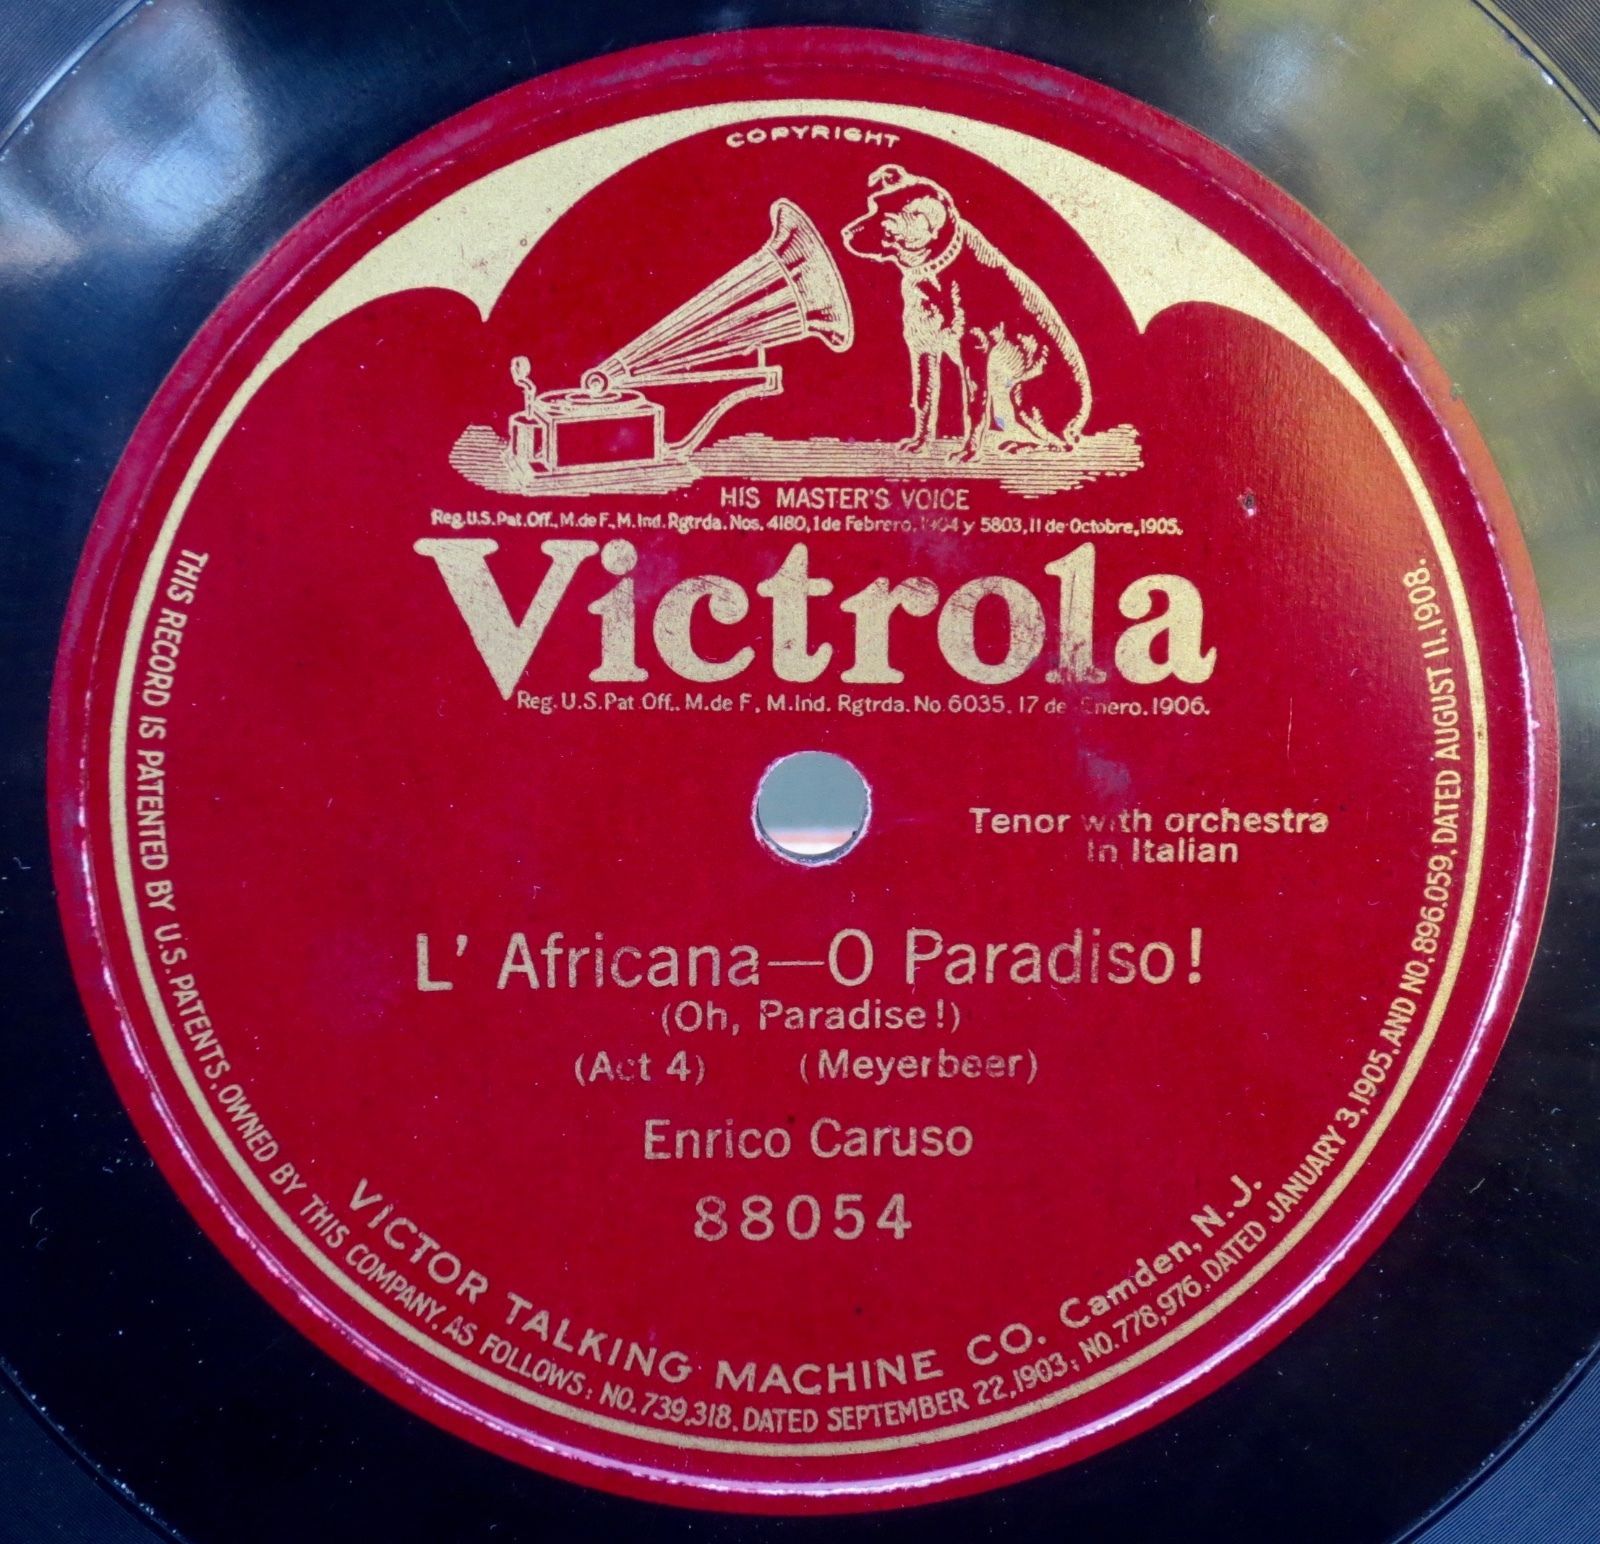 COPYRIGHT
HIS MASTER'S VOICE
Reg. U.S. Pat. Off., M. de F., M. Ind. Rgtrda. Nos. 4180, 1 de Febrero, 1904 y 5803, 11 de Octobre, 1905.
Victrola
Reg. U.S. Pat. Off. M. de F., M. Ind. Rgtrda. No. 6035, 17 de Enero. 1906.
Tenor with orchestra
In Italian
L' Africana—O Paradiso!
(Oh, Paradise!)
(Act 4) (Meyerbeer)
Enrico Caruso
88054
VICTOR TALKING MACHINE CO. Camden, N.J.
THIS RECORD IS PATENTED BY U.S. PATENTS, OWNED BY THIS COMPANY, AS FOLLOWS: NO. 739,318, DATED SEPTEMBER 22, 1903; NO. 778,976, DATED JANUARY 3, 1905, AND NO. 896,059, DATED AUGUST 11, 1908.